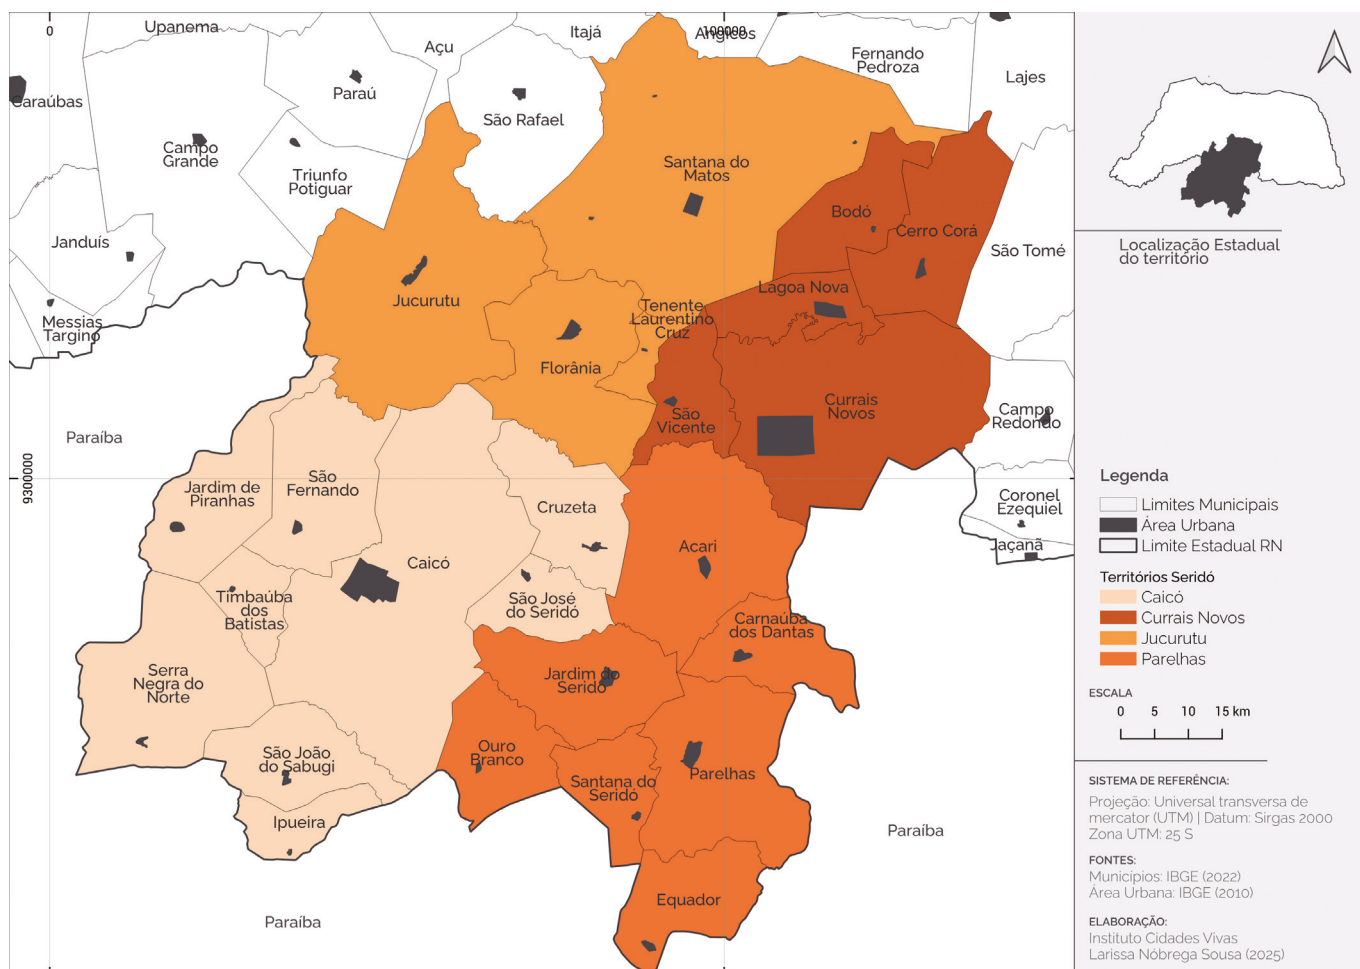 0
100000
9300000
Upanema
Açu
Itajá
Angicos
Fernando
Pedroza
Lajes
Caraúbas
Paraú
São Rafael
Campo
Grande
Triunfo
Potiguar
Santana do
Matos
Janduís
Bodó
Cerro Corá
São Tomé
Messias
Targino
Jucurutu
Lagoa Nova
Tenente
Laurentino
Cruz
Florânia
São
Vicente
Currais
Novos
Campo
Redondo
Paraíba
Jardim de
Piranhas
São
Fernando
Cruzeta
Coronel
Ezequiel
Jaçanã
Caicó
Acari
Timbaúba
dos
Batistas
São José
do Seridó
Carnaúba
dos Dantas
Serra
Negra do
Norte
Jardim do
Seridó
São João
do Sabugi
Ouro
Branco
Santana do
Seridó
Parelhas
Ipueira
Paraíba
Equador
Paraíba
Localização Estadual
do território
Legenda
Limites Municipais
Área Urbana
Limite Estadual RN
Territórios Seridó
Caicó
Currais Novos
Jucurutu
Parelhas
ESCALA
0 5 10 15 km
SISTEMA DE REFERÊNCIA:
Projeção: Universal transversa de
mercator (UTM) | Datum: Sirgas 2000
Zona UTM: 25 S
FONTES:
Municípios: IBGE (2022)
Área Urbana: IBGE (2010)
ELABORAÇÃO:
Instituto Cidades Vivas
Larissa Nóbrega Sousa (2025)